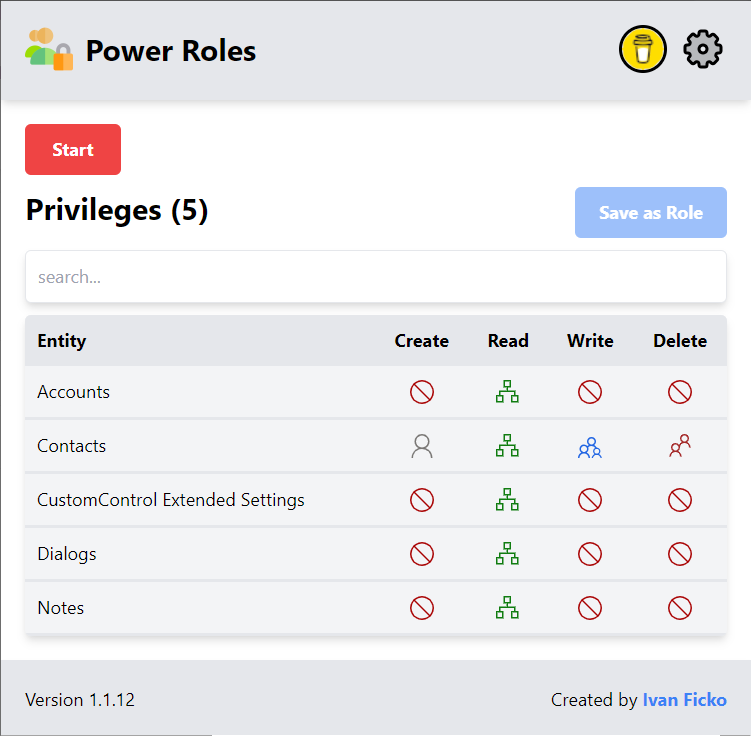 Power Roles
Start
Privileges (5)
Save as Role
search...
Entity Create Read Write Delete
Accounts
Contacts
CustomControl Extended Settings
Dialogs
Notes
Version 1.1.12
Created by Ivan Ficko